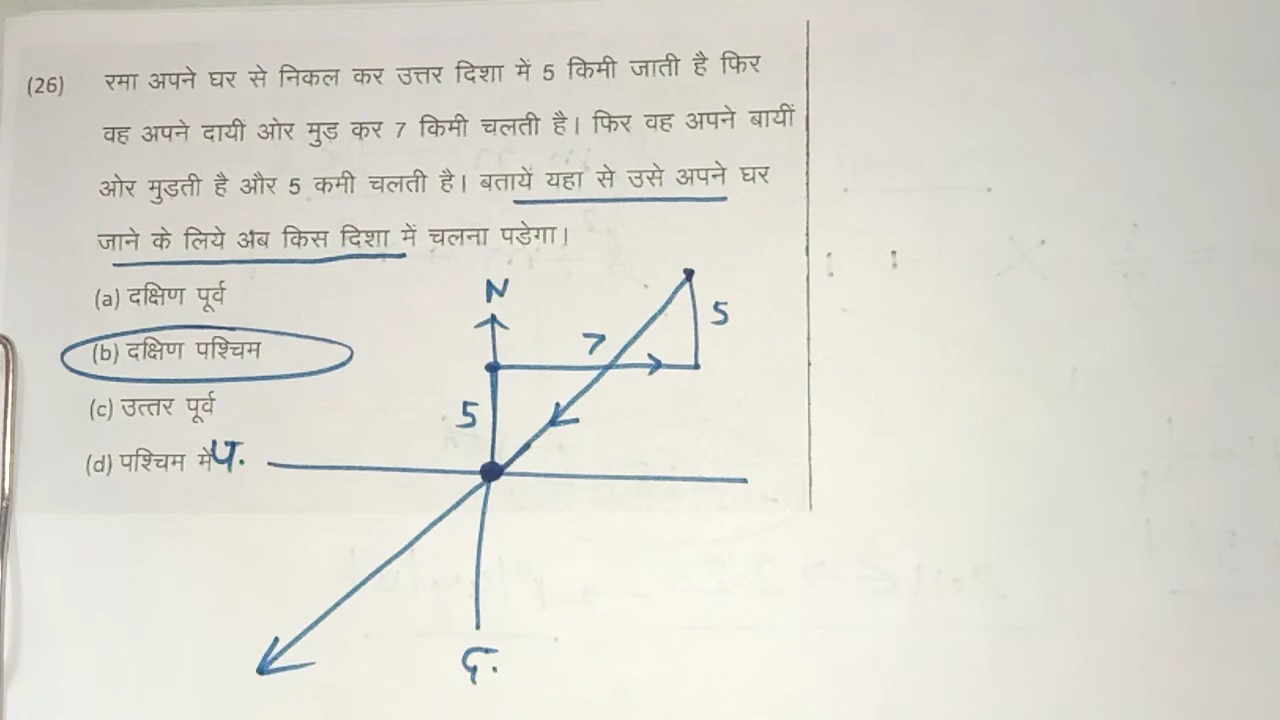 (26) रमा अपने घर से निकल कर उत्तर दिशा में 5 किमी जाती है फिर
वह अपने दायीं ओर मुड़ कर 7 किमी चलती है। फिर वह अपने बायीं
ओर मुड़ती है और 5 कमी चलती है। बतायें यहा से उसे अपने घर
जाने के लिये अब किस दिशा में चलना पडेगा।
(a) दक्षिण पूर्व
(b) दक्षिण पश्चिम
(c) उत्तर पूर्व
(d) पश्चिम में
N
5
7
5
प.
द.